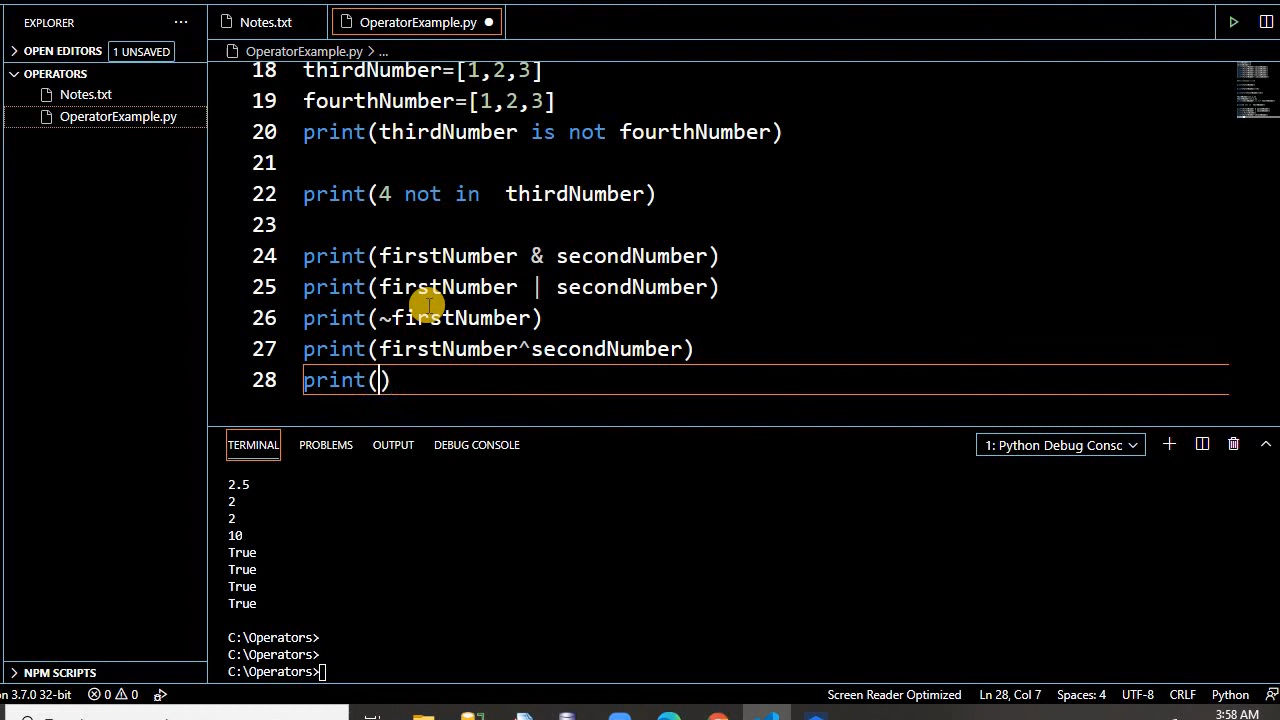 EXPLORER
Notes.txt
OperatorExample.py
OPEN EDITORS
1 UNSAVED
OperatorExample.py > ...
OPERATORS
Notes.txt
OperatorExample.py
18 thirdNumber=[1,2,3]
19 fourthNumber=[1,2,3]
20 print(thirdNumber is not fourthNumber)
21
22 print(4 not in  thirdNumber)
23
24 print(firstNumber & secondNumber)
25 print(firstNumber | secondNumber)
26 print(~firstNumber)
27 print(firstNumber^secondNumber)
28 print()
TERMINAL PROBLEMS OUTPUT DEBUG CONSOLE
1: Python Debug Consc
2.5
2
2
10
True
True
True
True
C:\Operators>
C:\Operators>
C:\Operators>
NPM SCRIPTS
n 3.7.0 32-bit 0 0
Screen Reader Optimized Ln 28, Col 7 Spaces: 4 UTF-8 CRLF Python
3:58 AM